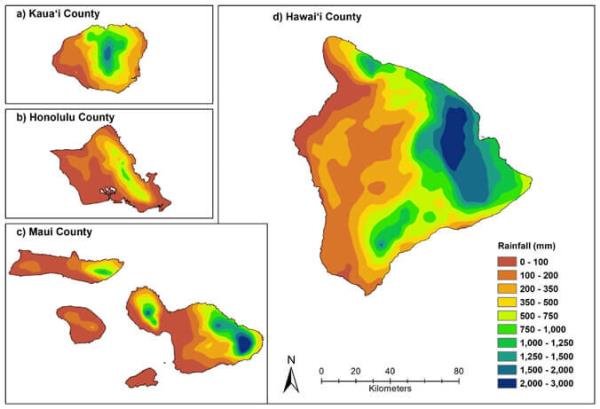 a) Kaua‘i County
b) Honolulu County
c) Maui County
d) Hawai‘i County
Rainfall (mm)
0 - 100
100 - 200
200 - 350
350 - 500
500 - 750
750 - 1,000
1,000 - 1,250
1,250 - 1,500
1,500 - 2,000
2,000 - 3,000
N
0 20 40 80
Kilometers